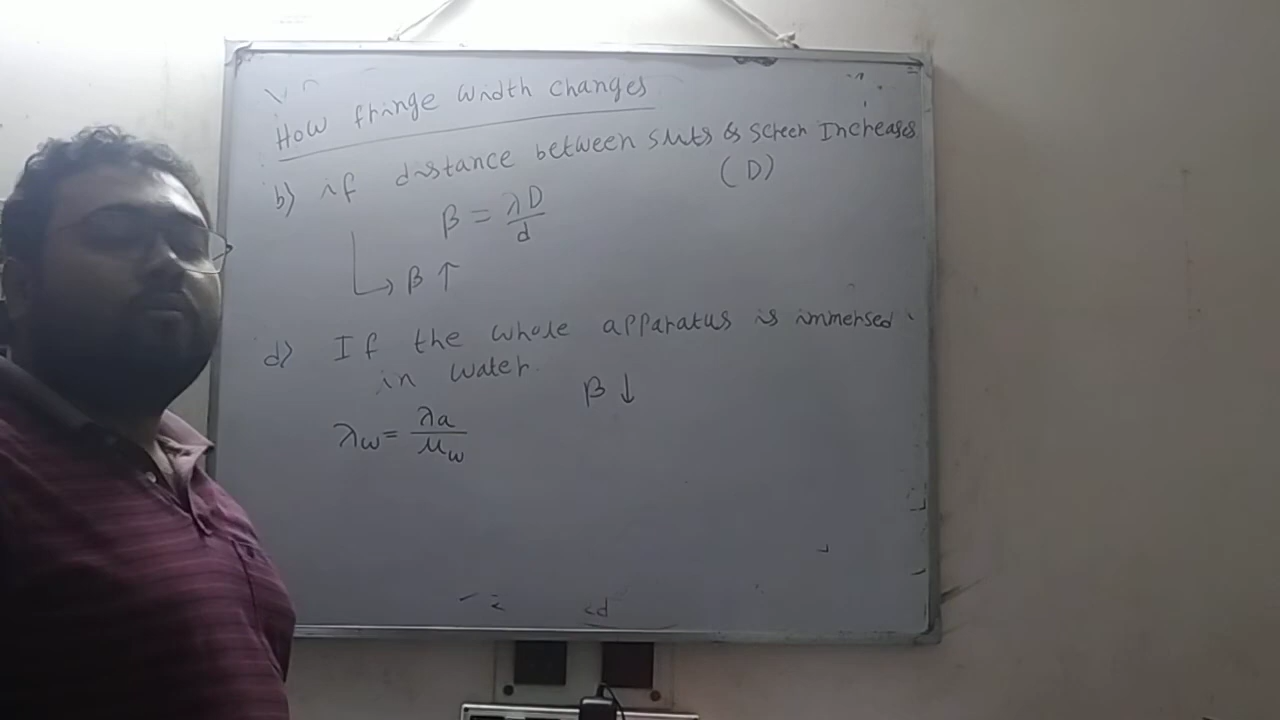 How fringe width changes
b) if distance between slits & screen Increases
(D)
β = λD/d
↳ β ↑
d) If the whole apparatus is immersed
in water.
β ↓
λw = λa/μw